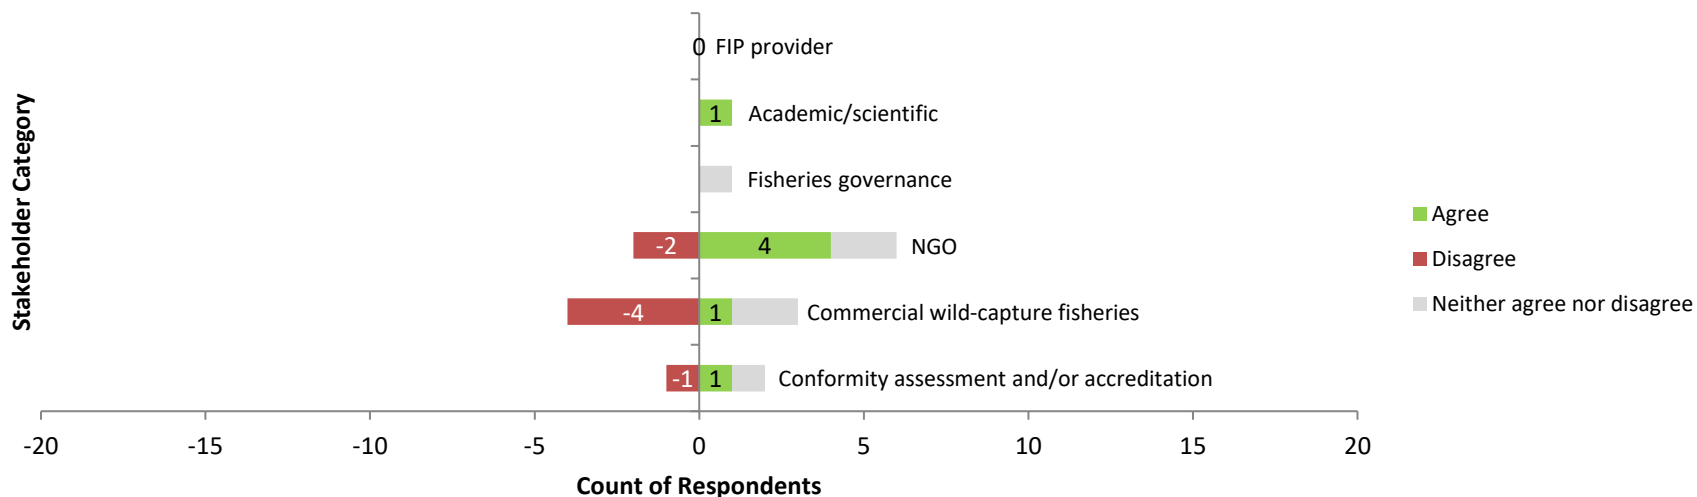 Stakeholder Category
0 FIP provider
1 Academic/scientific
Fisheries governance
-2 4 NGO
-4 1 Commercial wild-capture fisheries
-1 1 Conformity assessment and/or accreditation
-20 -15 -10 -5 0 5 10 15 20
Count of Respondents
Agree
Disagree
Neither agree nor disagree